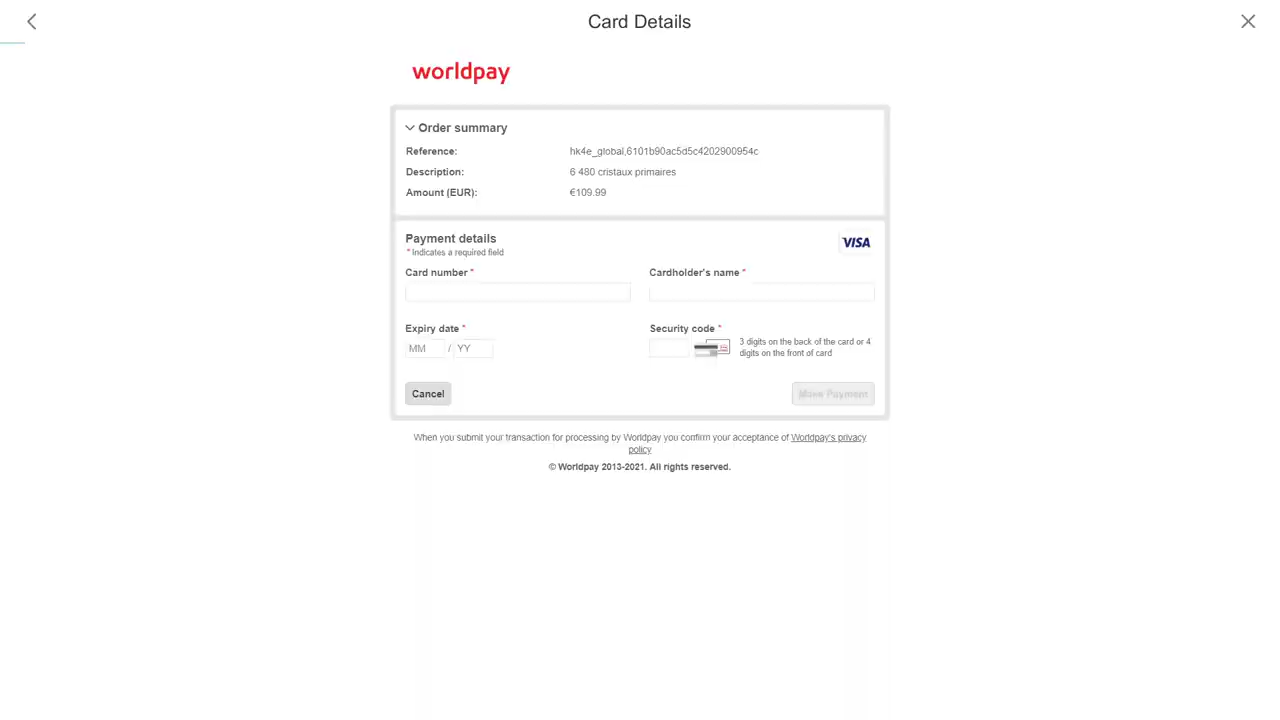 Card Details
worldpay
Order summary
Reference: hk4e_global,6101b90ac5d5c4202900954c
Description: 6 480 cristaux primaires
Amount (EUR): €109.99
Payment details
VISA
* Indicates a required field
Card number * Cardholder's name *
Expiry date * Security code *
MM / YY
3 digits on the back of the card or 4
digits on the front of card
Cancel Make Payment
When you submit your transaction for processing by Worldpay you confirm your acceptance of Worldpay's privacy
policy
© Worldpay 2013-2021. All rights reserved.